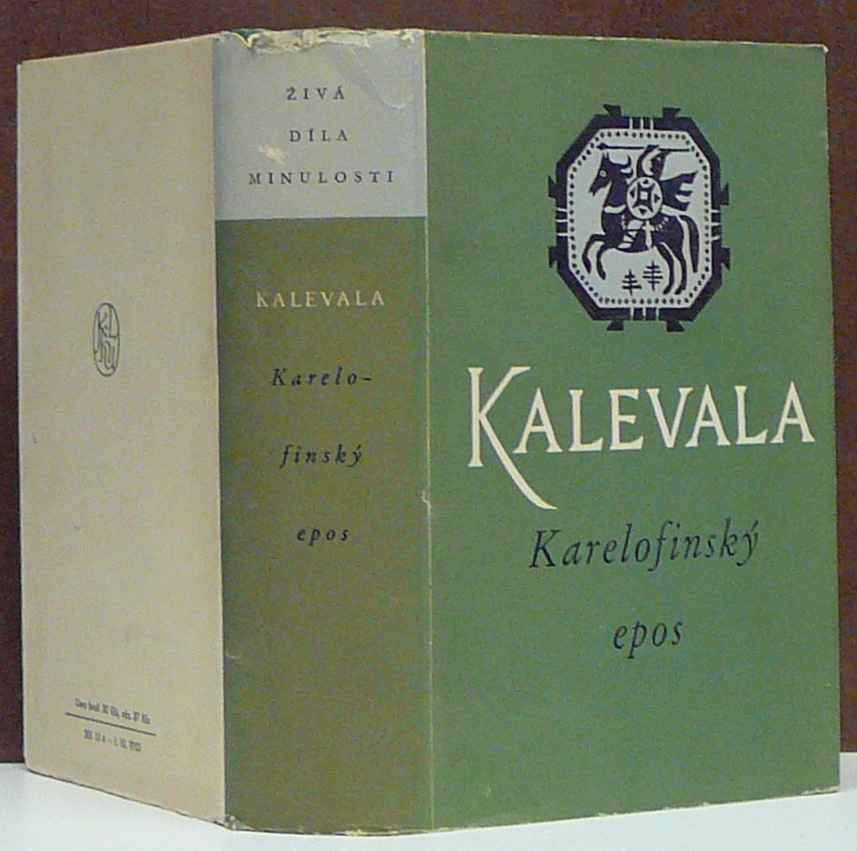 ŽIVÁ
DÍLA
MINULOSTI
KALEVALA
Karelo-
finský
epos
KALEVALA
Karelofinský
epos